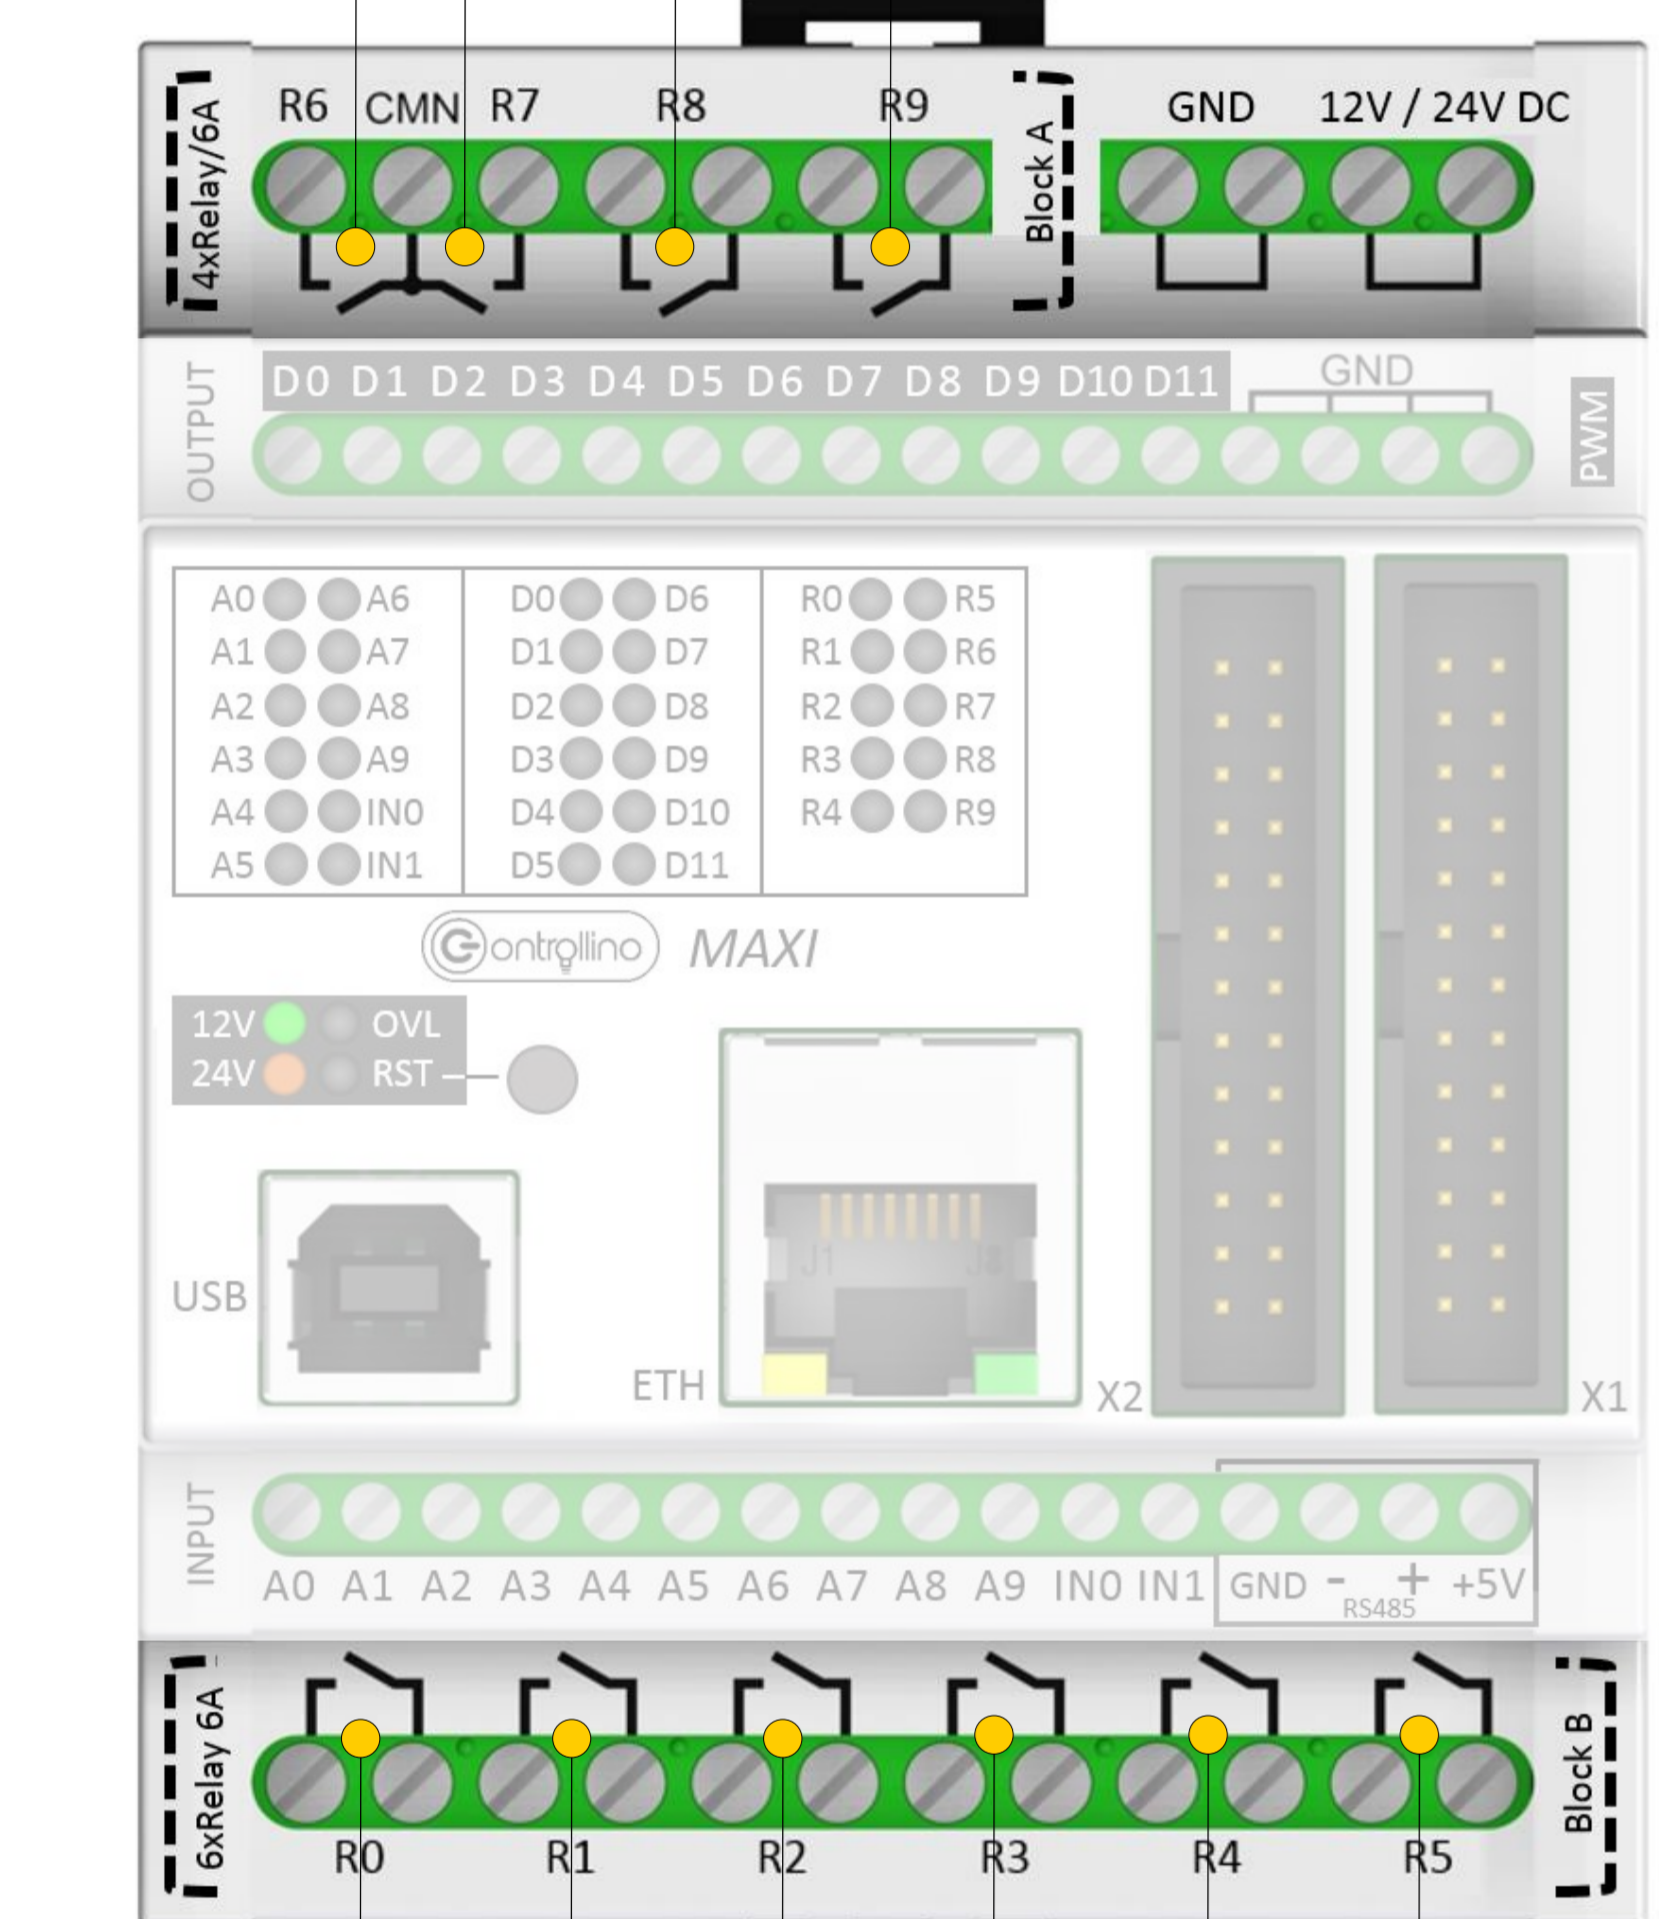 4xRelay/6A
R6 CMN R7 R8 R9
Block A
GND 12V / 24V DC
OUTPUT
D0 D1 D2 D3 D4 D5 D6 D7 D8 D9 D10 D11
GND
PWM
A0 A6
A1 A7
A2 A8
A3 A9
A4 IN0
A5 IN1
D0 D6
D1 D7
D2 D8
D3 D9
D4 D10
D5 D11
R0 R5
R1 R6
R2 R7
R3 R8
R4 R9
Controllino MAXI
12V OVL
24V RST
USB
J1 J8
ETH
X2
X1
INPUT
A0 A1 A2 A3 A4 A5 A6 A7 A8 A9 IN0 IN1 GND - + +5V
RS485
6xRelay 6A
R0 R1 R2 R3 R4 R5
Block B